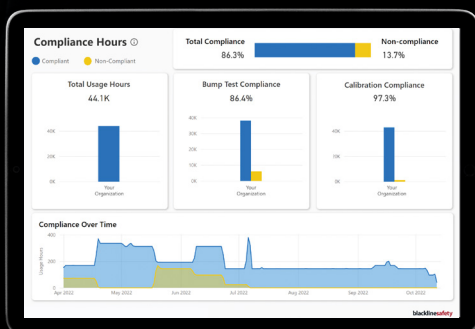 Compliance Hours ⓘ
Compliant Non-Compliant
Total Compliance
86.3%
Non-compliance
13.7%
Total Usage Hours
44.1K
40K
20K
0K
Your
Organization
Bump Test Compliance
86.4%
40K
30K
20K
10K
0K
Your
Organization
Calibration Compliance
97.3%
40K
20K
0K
Your
Organization
Compliance Over Time
Usage Hours
400
200
0
Apr 2022 May 2022 Jun 2022 Jul 2022 Aug 2022 Sep 2022 Oct 2022
blacklinesafety